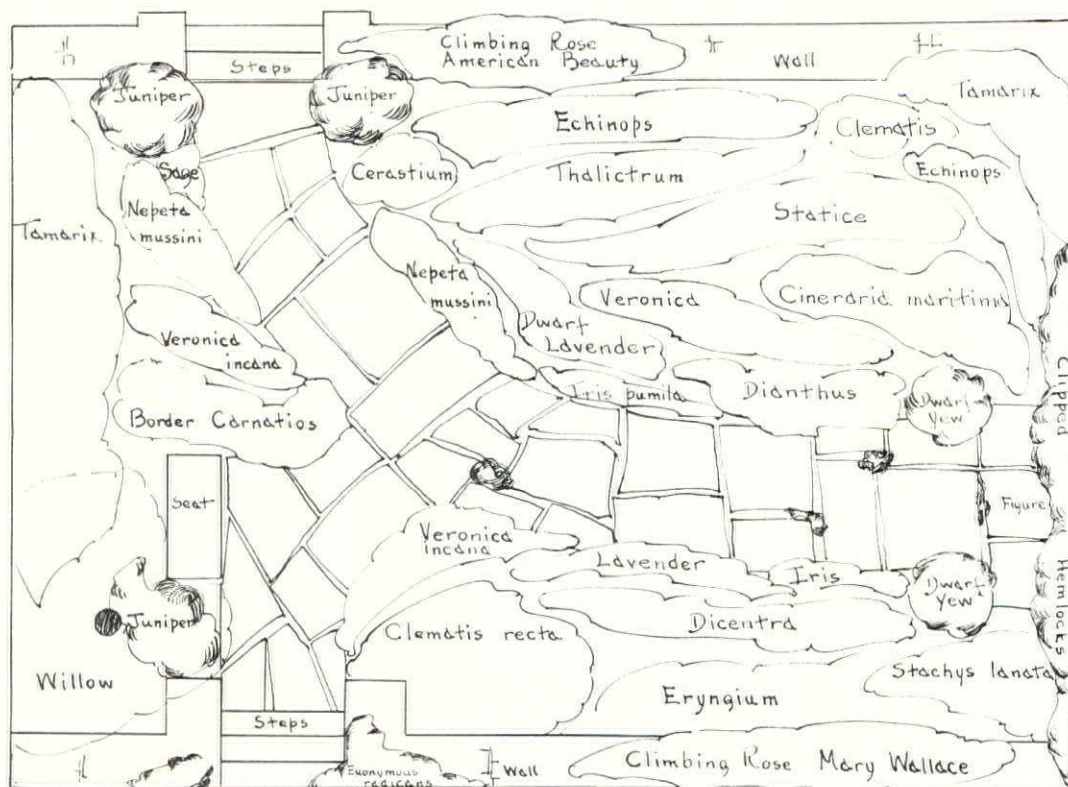 Climbing Rose
American Beauty
Wall
Steps
Tamarix
Juniper
Juniper
Echinops
Clematis
Sage
Cerastium
Thalictrum
Echinops
Nepeta
mussini
Statice
Tamarix
Nepeta
mussini
Veronica
Cineraria maritima
Dwarf
Lavender
Veronica
incana
Clipped
Iris pumila
Dianthus
Dwarf
Yew
Border Carnatios
Seat
Figure
Veronica
incana
Lavender
Iris
Dwarf
Yew
Hemlocks
Juniper
Clematis recta
Dicentra
Willow
Stachys lanata
Eryngium
Steps
Euonymous
radicans
Wall
Climbing Rose Mary Wallace